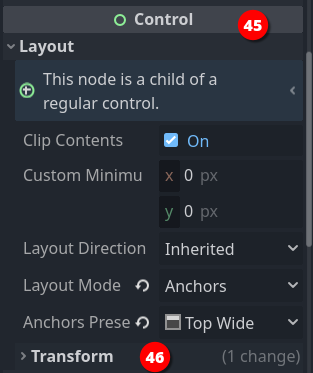 Control 45
Layout
This node is a child of a
regular control.
Clip Contents On
Custom Minimu x 0 px
y 0 px
Layout Direction Inherited
Layout Mode Anchors
Anchors Prese Top Wide
Transform 46 (1 change)